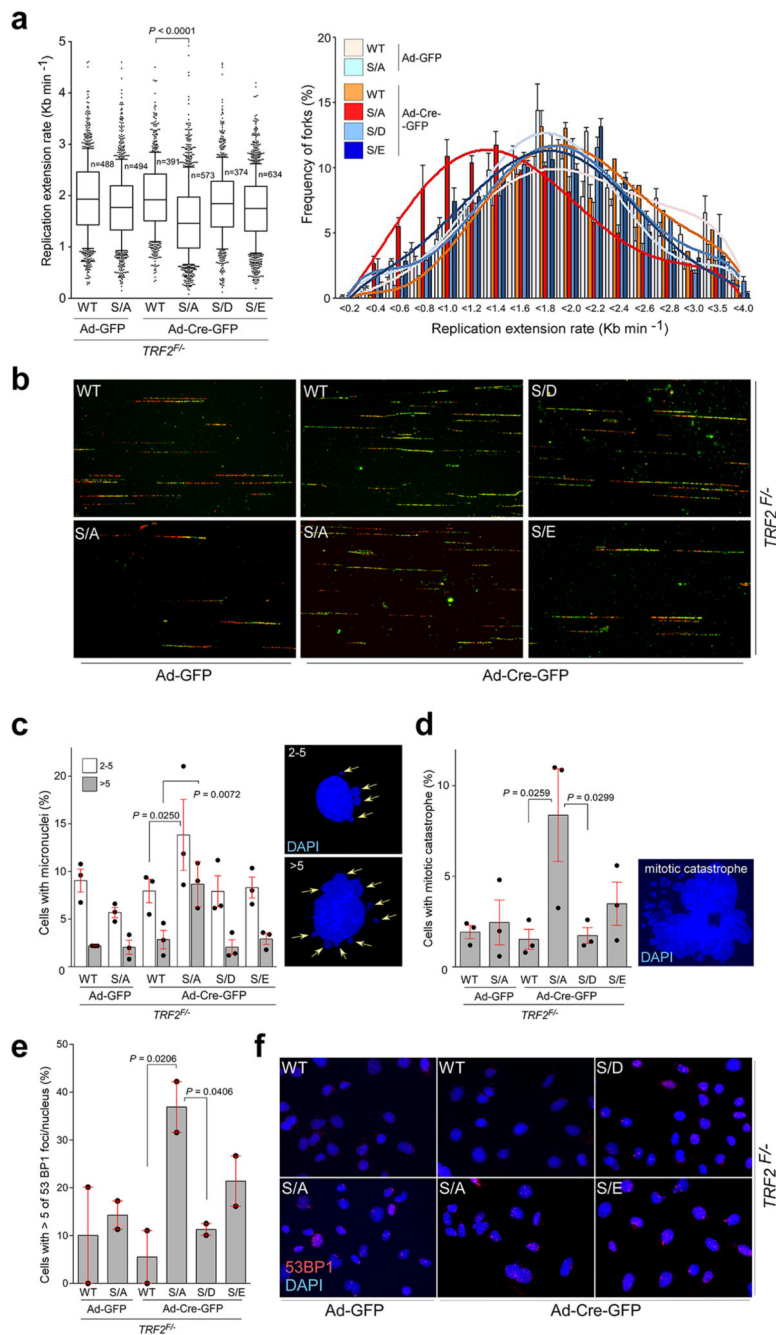 a
P < 0.0001
Replication extension rate (Kb min -1)
5
4
3
2
1
0
n=488
n=494
n=391
n=573
n=374
n=634
WT S/A WT S/A S/D S/E
Ad-GFP Ad-Cre-GFP
TRF2F/-
Frequency of forks (%)
20
15
10
5
0
WT
S/A
Ad-GFP
WT
S/A
S/D
S/E
Ad-Cre-
-GFP
<0.2 <0.4 <0.6 <0.8 <1.0 <1.2 <1.4 <1.6 <1.8 <2.0 <2.2 <2.4 <2.6 <2.8 <3.0 <3.5 <4.0
Replication extension rate (Kb min -1)
b
WT WT S/D
S/A S/A S/E
Ad-GFP Ad-Cre-GFP
TRF2 F/-
c
Cells with micronuclei (%)
20
15
10
5
0
2-5
>5
P = 0.0072
P = 0.0250
WT S/A WT S/A S/D S/E
Ad-GFP Ad-Cre-GFP
TRF2F/-
2-5
DAPI
>5
DAPI
d
Cells with mitotic catastrophe (%)
10
8
6
4
2
0
P = 0.0259
P = 0.0299
WT S/A WT S/A S/D S/E
Ad-GFP Ad-Cre-GFP
TRF2F/-
mitotic catastrophe
DAPI
e
Cells with > 5 of 53 BP1 foci/nucleus (%)
50
40
30
20
10
0
P = 0.0206
P = 0.0406
WT S/A WT S/A S/D S/E
Ad-GFP Ad-Cre-GFP
TRF2F/-
f
WT WT S/D
S/A S/A S/E
53BP1
DAPI
Ad-GFP Ad-Cre-GFP
TRF2 F/-